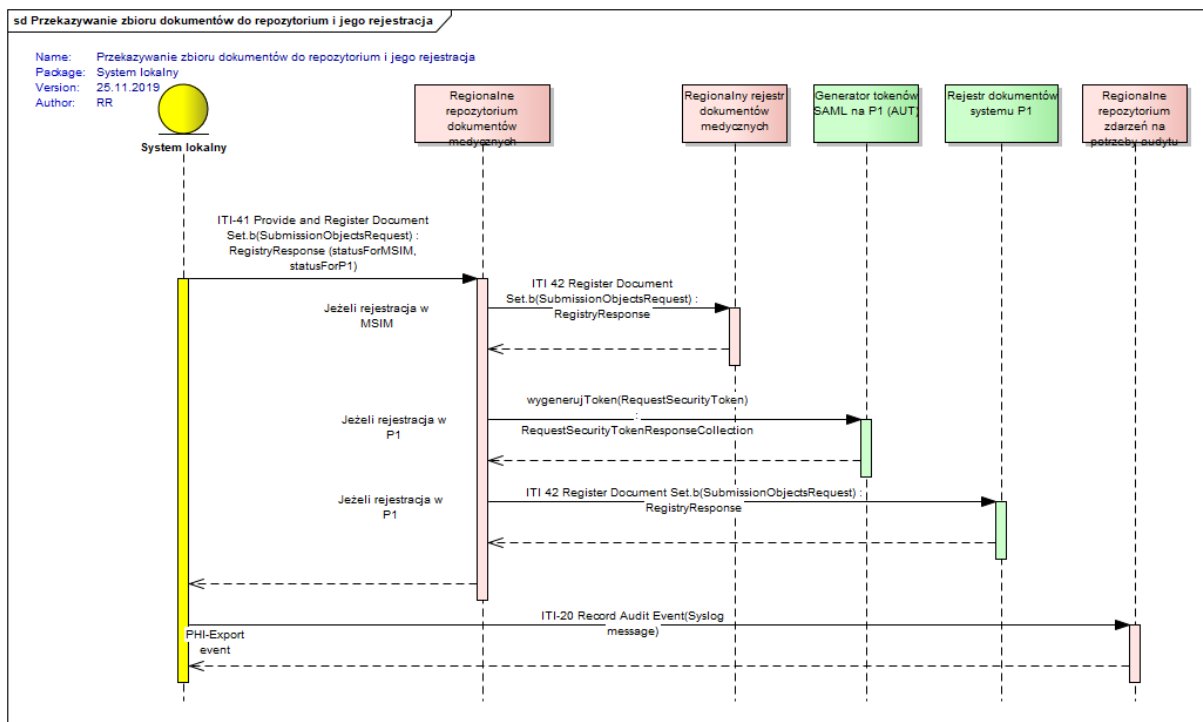 sd Przekazywanie zbioru dokumentów do repozytorium i jego rejestracja
Name: Przekazywanie zbioru dokumentów do repozytorium i jego rejestracja
Package: System lokalny
Version: 25.11.2019
Author: RR
System lokalny
Regionalne
repozytorium
dokumentów
medycznych
Regionalny rejestr
dokumentów
medycznych
Generator tokenów
SAML na P1 (AUT)
Rejestr dokumentów
systemu P1
Regionalne
repozytorium
zdarzeń na
potrzeby audytu
ITI-41 Provide and Register Document
Set.b(SubmissionObjectsRequest) :
RegistryResponse (statusForMSIM,
statusForP1)
ITI 42 Register Document
Set.b(SubmissionObjectsRequest) :
RegistryResponse
Jeżeli rejestracja w
MSIM
wygenerujToken(RequestSecurityToken)
:
RequestSecurityTokenResponseCollection
Jeżeli rejestracja w
P1
ITI 42 Register Document Set.b(SubmissionObjectsRequest) :
RegistryResponse
Jeżeli rejestracja w
P1
ITI-20 Record Audit Event(Syslog
message)
PHI-Export
event